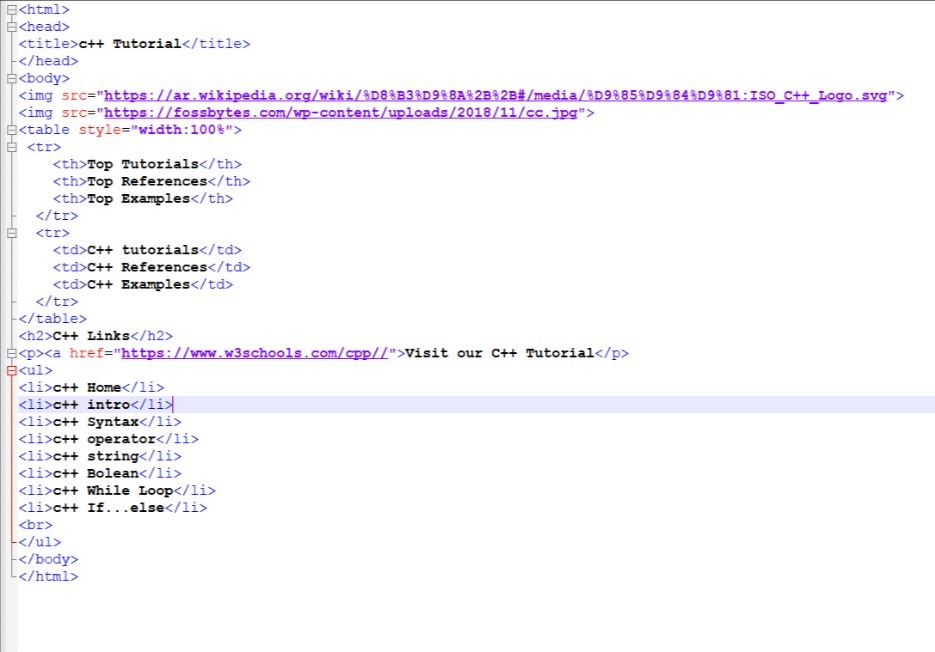 <html>
<head>
<title>c++ Tutorial</title>
</head>
<body>
<img src="https://ar.wikipedia.org/wiki/%D8%B3%D9%8A%2B%2B#/media/%D9%85%D9%84%D9%81:ISO_C++_Logo.svg">
<img src="https://fossbytes.com/wp-content/uploads/2018/11/cc.jpg">
<table style="width:100%">
<tr>
<th>Top Tutorials</th>
<th>Top References</th>
<th>Top Examples</th>
</tr>
<tr>
<td>C++ tutorials</td>
<td>C++ References</td>
<td>C++ Examples</td>
</tr>
</table>
<h2>C++ Links</h2>
<p><a href="https://www.w3schools.com/cpp//">Visit our C++ Tutorial</p>
<ul>
<li>c++ Home</li>
<li>c++ intro</li>
<li>c++ Syntax</li>
<li>c++ operator</li>
<li>c++ string</li>
<li>c++ Bolean</li>
<li>c++ While Loop</li>
<li>c++ If...else</li>
<br>
</ul>
</body>
</html>